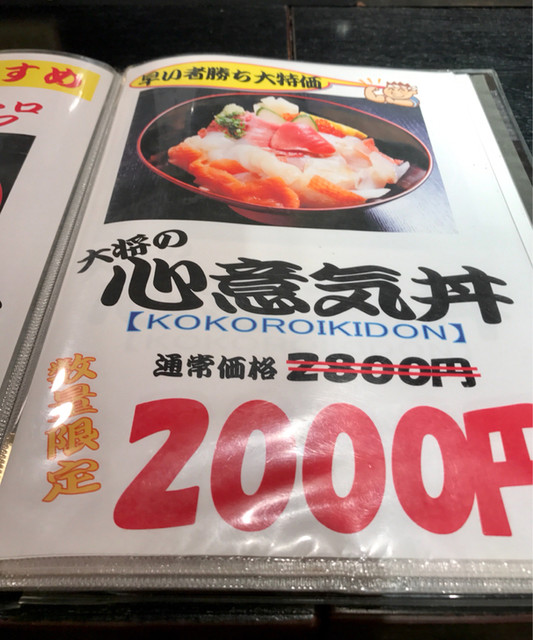 すめ
早い者勝ち大特価
大将の
心意気丼
【KOKOROIKIDON】
通常価格 2800円
数量限定
2000円